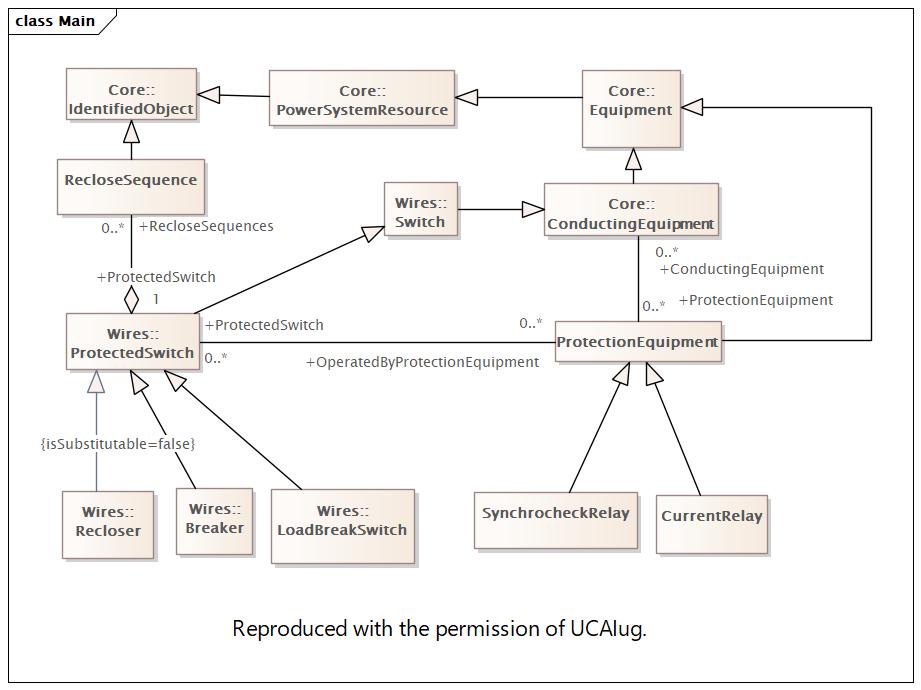 class Main
Core::
IdentifiedObject
Core::
PowerSystemResource
Core::
Equipment
RecloseSequence
Wires::
Switch
Core::
ConductingEquipment
0..*
+RecloseSequences
0..*
+ConductingEquipment
+ProtectedSwitch
1
0..*
+ProtectionEquipment
Wires::
ProtectedSwitch
+ProtectedSwitch
0..*
0..*
+OperatedByProtectionEquipment
ProtectionEquipment
{isSubstitutable=false}
Wires::
Recloser
Wires::
Breaker
Wires::
LoadBreakSwitch
SynchrocheckRelay
CurrentRelay
Reproduced with the permission of UCAIug.